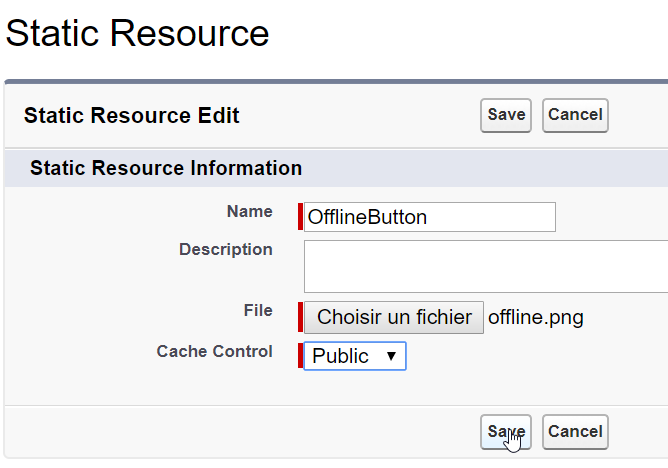 Static Resource
Static Resource Edit Save Cancel
Static Resource Information
Name OfflineButton
Description
File Choisir un fichier offline.png
Cache Control Public
Save Cancel